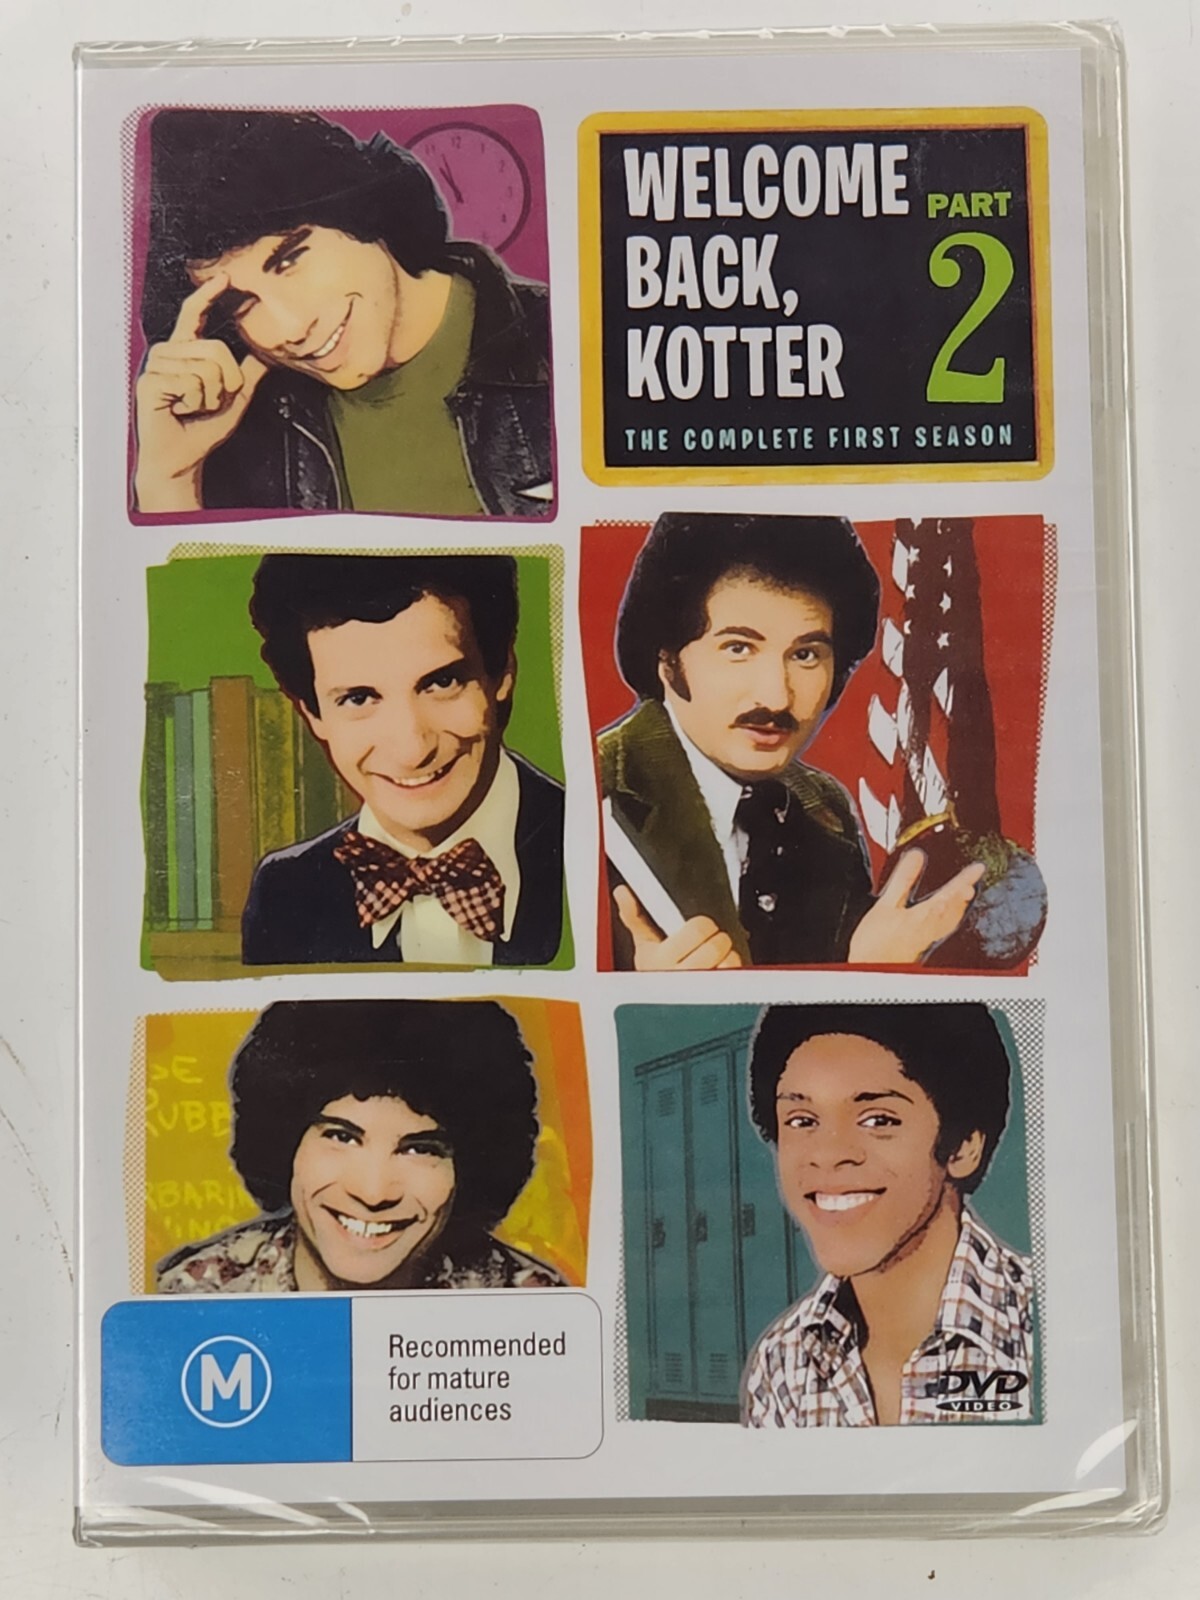 WELCOME
BACK,
KOTTER
PART
2
THE COMPLETE FIRST SEASON
M
Recommended
for mature
audiences
DVD
VIDEO